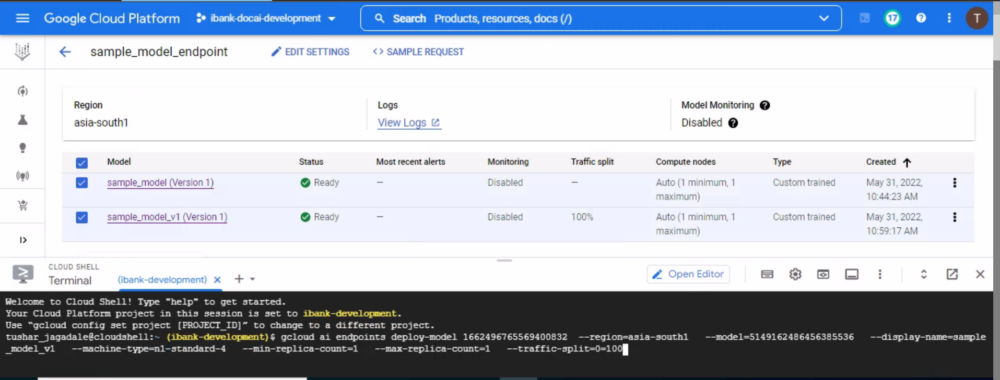 Google Cloud Platform ibank-docai-development Search Products, resources, docs (/) 17 ? T
sample_model_endpoint EDIT SETTINGS <> SAMPLE REQUEST
Region Logs Model Monitoring ?
asia-south1 View Logs Disabled ?
Model Status Most recent alerts Monitoring Traffic split Compute nodes Type Created
sample_model (Version 1) Ready — Disabled — Auto (1 minimum, 1 Custom trained May 31, 2022,
maximum) 10:44:23 AM
sample_model_v1 (Version 1) Ready — Disabled 100% Auto (1 minimum, 1 Custom trained May 31, 2022,
maximum) 10:59:17 AM
CLOUD SHELL
Terminal (ibank-development) Open Editor
Welcome to Cloud Shell! Type "help" to get started.
Your Cloud Platform project in this session is set to ibank-development.
Use “gcloud config set project [PROJECT_ID]” to change to a different project.
tushar_jagadale@cloudshell:~ (ibank-development)$ gcloud ai endpoints deploy-model 1662496765569400832 --region=asia-south1 --model=5149162486456385536 --display-name=sample
_model_v1 --machine-type=n1-standard-4 --min-replica-count=1 --max-replica-count=1 --traffic-split=0=100